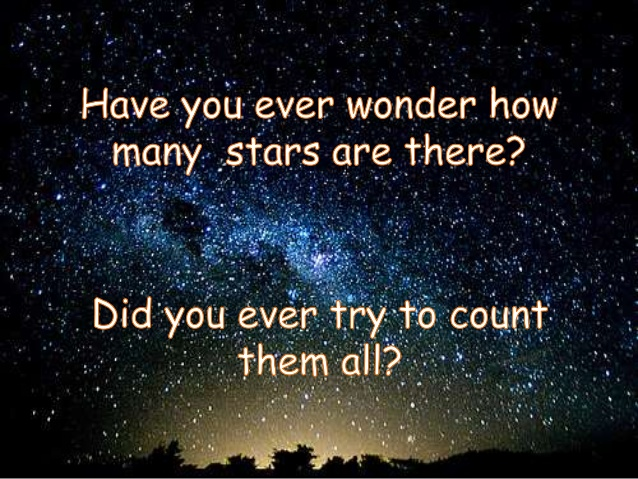 Have you ever wonder how
many  stars are there?
Did you ever try to count
them all?